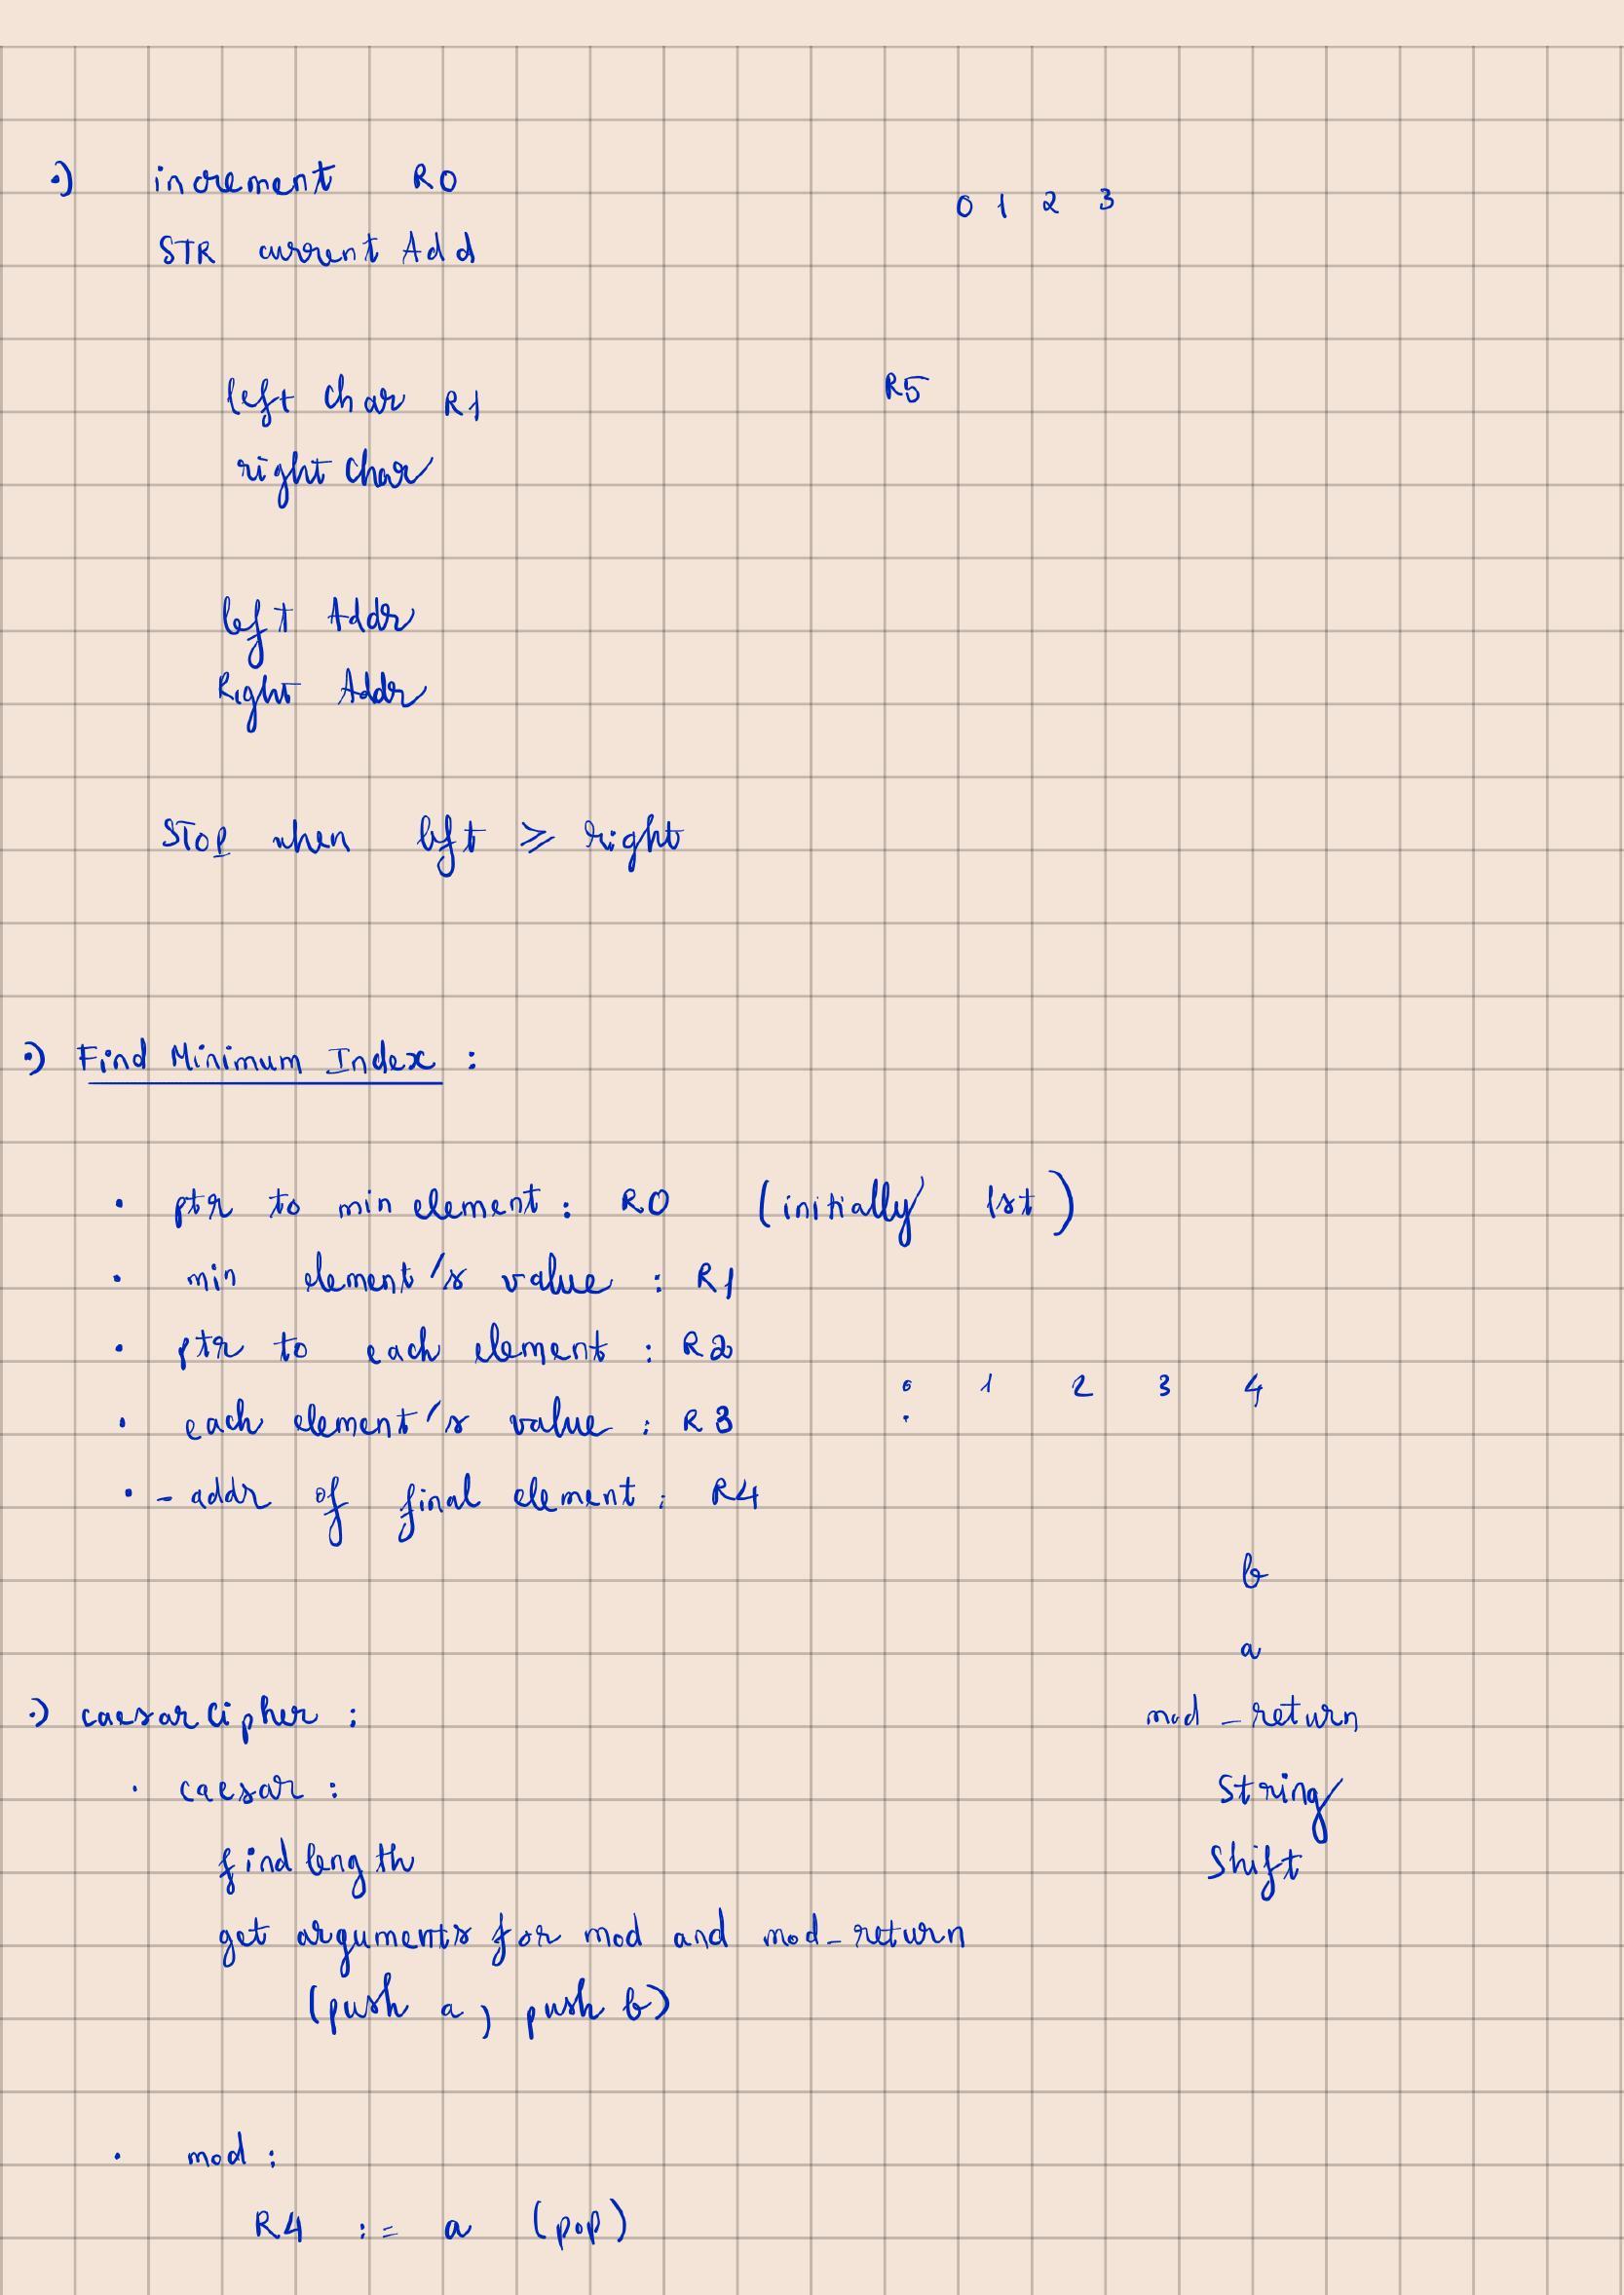 ·) increment R0
0 1 2 3
STR current Add
left char R1
R5
right char
left Addr
Right Addr
STOP when left ≥ right
·) Find Minimum Index :
· ptr to min element : R0 (initially 1st)
· min element's value : R1
· ptr to each element : R2
0 1 2 3 4
· each element's value : R3
· - addr of final element : R4
b
a
·) caesarCipher :
mod _ return
· caesar :
String
find length
Shift
get arguments for mod and mod_return
(push a, push b)
· mod :
R4 := a (pop)